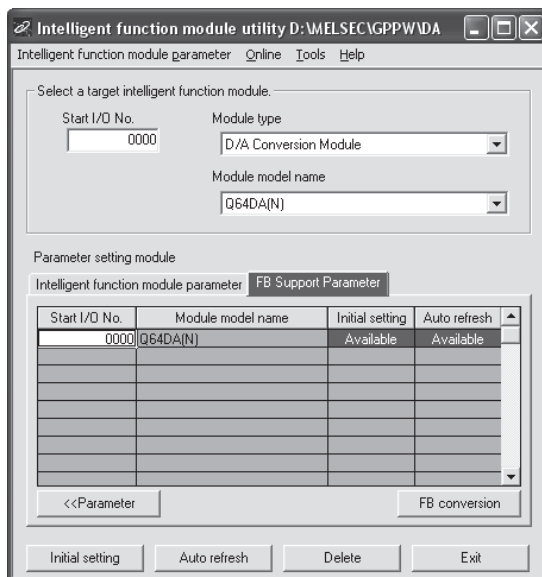 Intelligent function module utility D:\MELSEC\GPPW\DA
Intelligent function module parameter Online Tools Help
Select a target intelligent function module.
Start I/O No. Module type
0000 D/A Conversion Module
Module model name
Q64DA(N)
Parameter setting module
Intelligent function module parameter FB Support Parameter
Start I/O No. Module model name Initial setting Auto refresh
0000 Q64DA(N) Available Available
<<Parameter FB conversion
Initial setting Auto refresh Delete Exit